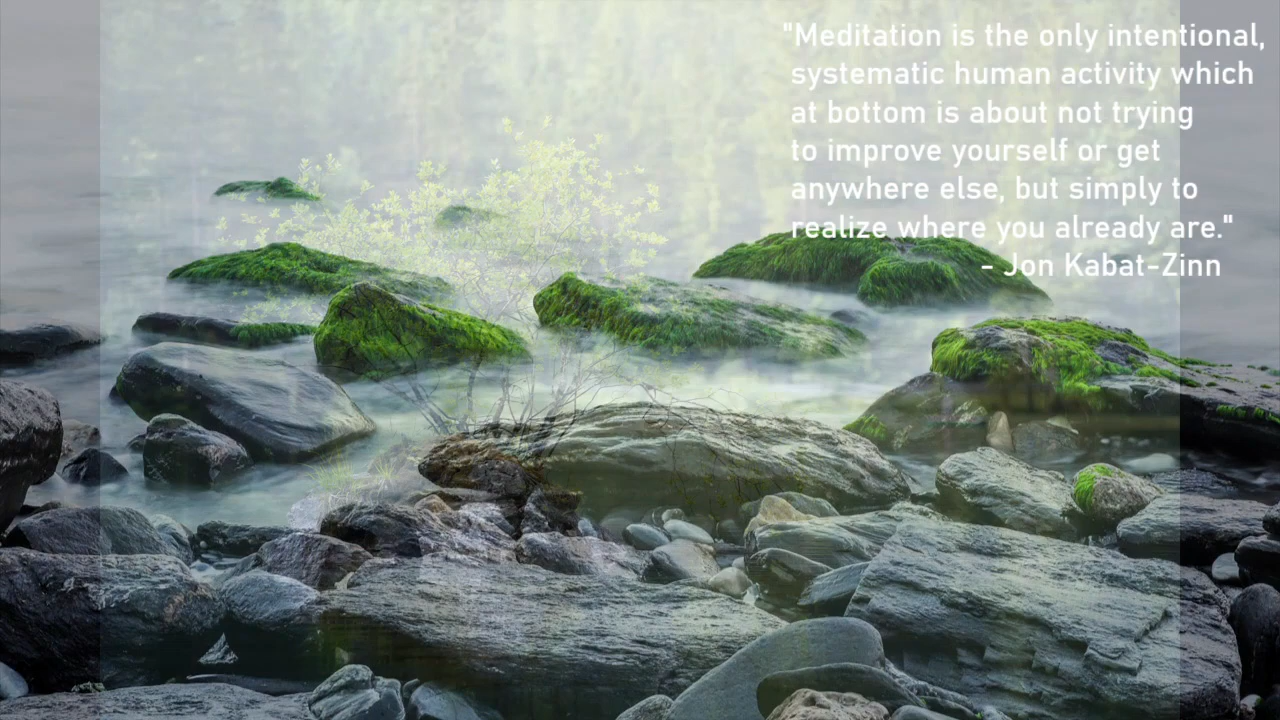 "Meditation is the only intentional,
systematic human activity which
at bottom is about not trying
to improve yourself or get
anywhere else, but simply to
realize where you already are."
- Jon Kabat-Zinn